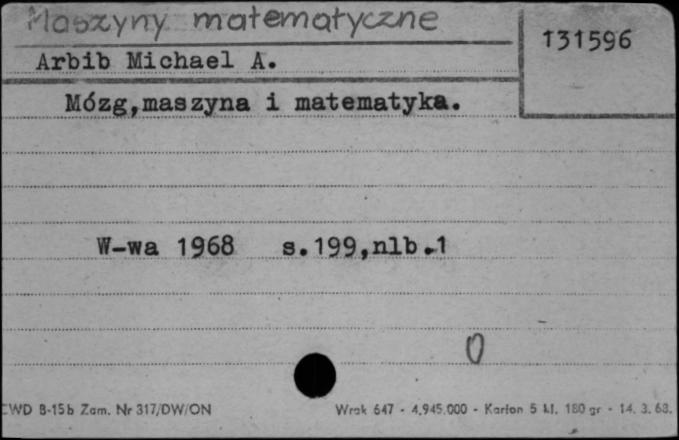 Maszyny matematyczne
131596
Arbib Michael A.
Mózg,maszyna i matematyka.
W-wa 1968 s.199,nlb.1
0
CWD B-15b Zam. Nr 317/DW/ON
Wrak 647 - 4.945.000 - Karton 5 kl. 180 gr - 14. 3. 63.